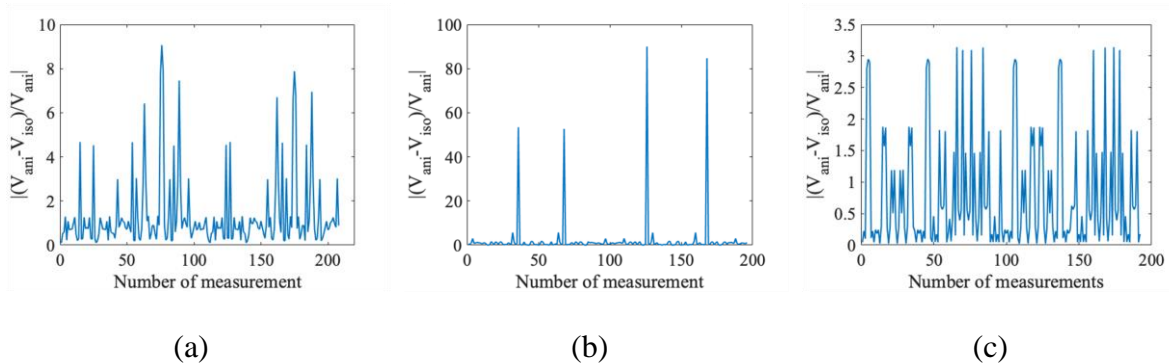 10
8
6
4
2
0
|(V_ani-V_iso)/V_ani|
0 50 100 150 200
Number of measurement
(a)
100
80
60
40
20
0
|(V_ani-V_iso)/V_ani|
0 50 100 150 200
Number of measurement
(b)
3.5
3
2.5
2
1.5
1
0.5
0
|(V_ani-V_iso)/V_ani|
0 50 100 150 200
Number of measurements
(c)